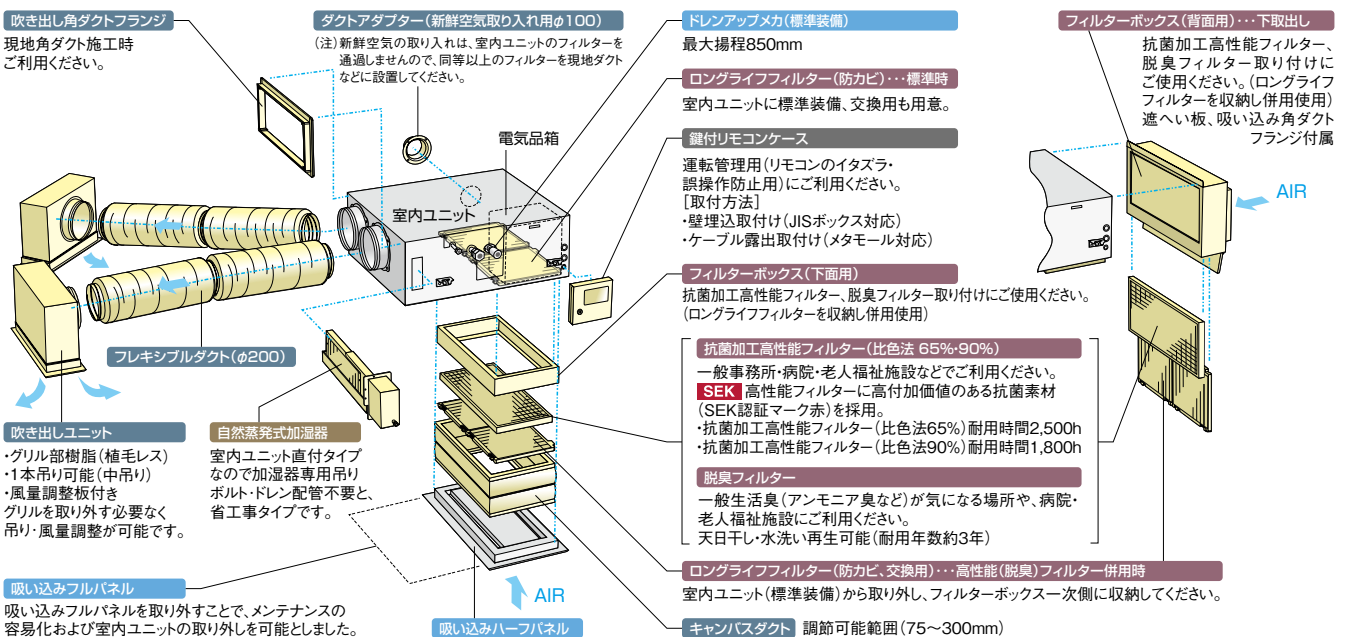 吹き出し角ダクトフランジ
現地角ダクト施工時
ご利用ください。
ダクトアダプター(新鮮空気取り入れ用φ100)
(注)新鮮空気の取り入れは、室内ユニットのフィルターを
通過しませんので、同等以上のフィルターを現地ダクト
などに設置してください。
電気品箱
室内ユニット
フレキシブルダクト(φ200)
吹き出しユニット
・グリル部樹脂(植毛レス)
・1本吊り可能(中吊り)
・風量調整板付き
グリルを取り外す必要なく
吊り・風量調整が可能です。
自然蒸発式加湿器
室内ユニット直付タイプ
なので加湿器専用吊り
ボルト・ドレン配管不要と、
省工事タイプです。
吸い込みフルパネル
吸い込みフルパネルを取り外すことで、メンテナンスの
容易化および室内ユニットの取り外しを可能としました。
AIR
吸い込みハーフパネル
ドレンアップメカ(標準装備)
最大揚程850mm
ロングライフフィルター(防カビ)・・・標準時
室内ユニットに標準装備、交換用も用意。
鍵付リモコンケース
運転管理用(リモコンのイタズラ・
誤操作防止用)にご利用ください。
[取付方法]
・壁埋込取付け(JISボックス対応)
・ケーブル露出取付け(メタモール対応)
フィルターボックス(下面用)
抗菌加工高性能フィルター、脱臭フィルター取り付けにご使用ください。
(ロングライフフィルターを収納し併用使用)
抗菌加工高性能フィルター(比色法 65%・90%)
一般事務所・病院・老人福祉施設などでご利用ください。
SEK 高性能フィルターに高付加価値のある抗菌素材
(SEK認証マーク赤)を採用。
・抗菌加工高性能フィルター(比色法65%)耐用時間2,500h
・抗菌加工高性能フィルター(比色法90%)耐用時間1,800h
脱臭フィルター
一般生活臭(アンモニア臭など)が気になる場所や、病院・
老人福祉施設にご利用ください。
天日干し・水洗い再生可能(耐用年数約3年)
ロングライフフィルター(防カビ、交換用)・・・高性能(脱臭)フィルター併用時
室内ユニット(標準装備)から取り外し、フィルターボックス一次側に収納してください。
キャンバスダクト 調節可能範囲(75〜300mm)
フィルターボックス(背面用)・・・下取出し
抗菌加工高性能フィルター、
脱臭フィルター取り付けに
ご使用ください。(ロングライフ
フィルターを収納し併用使用)
遮へい板、吸い込み角ダクト
フランジ付属
AIR